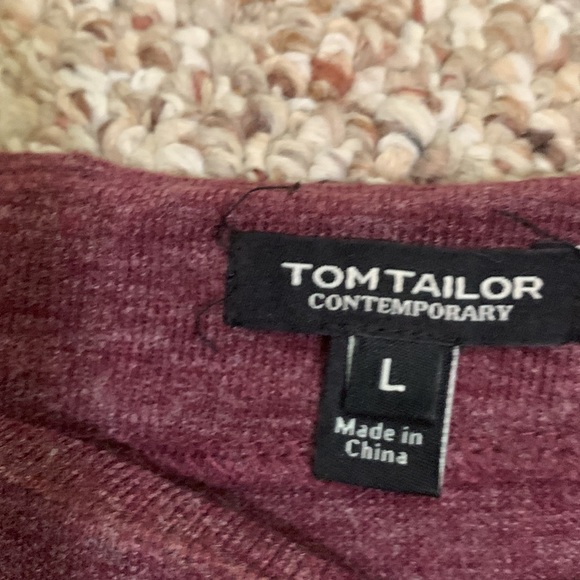 TOM TAILOR
CONTEMPORARY
L
Made in
China